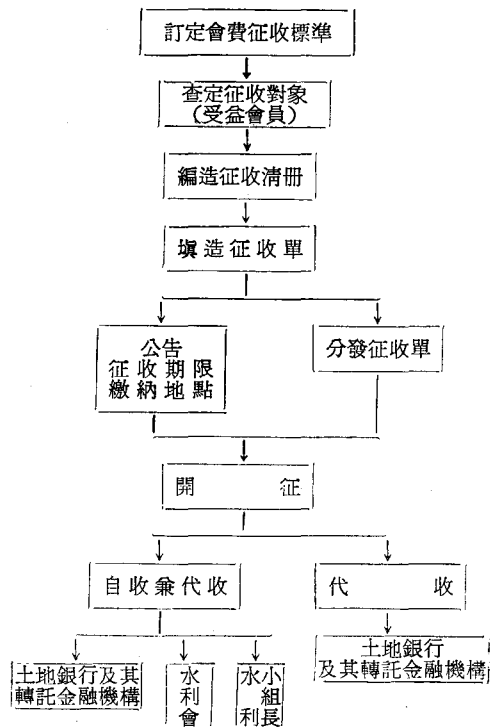 訂定會費征收標準
查定征收對象
（受益會員）
編造征收清册
填造征收單
公告
征收期限
繳納地點
分發征收單
開征
自收兼代收
代收
土地銀行及其
轉託金融機構
水利會
水利
小組長
土地銀行
及其轉託金融機構